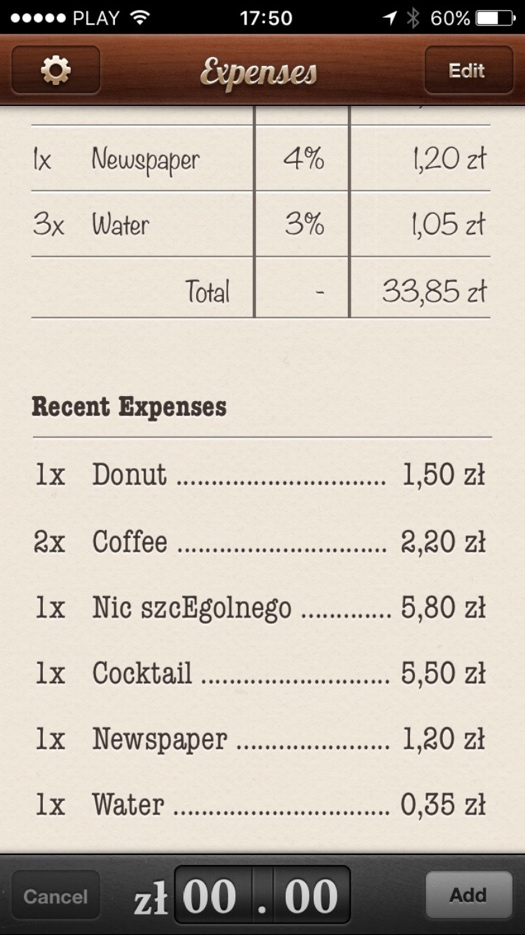 PLAY 17:50 60%
Expenses Edit
1x Newspaper 4% 1,20 zł
3x Water 3% 1,05 zł
Total - 33,85 zł
Recent Expenses
1x Donut .............................. 1,50 zł
2x Coffee .............................. 2,20 zł
1x Nic szcEgolnego ............. 5,80 zł
1x Cocktail ........................... 5,50 zł
1x Newspaper ...................... 1,20 zł
1x Water ............................... 0,35 zł
Cancel zł 00 . 00 Add